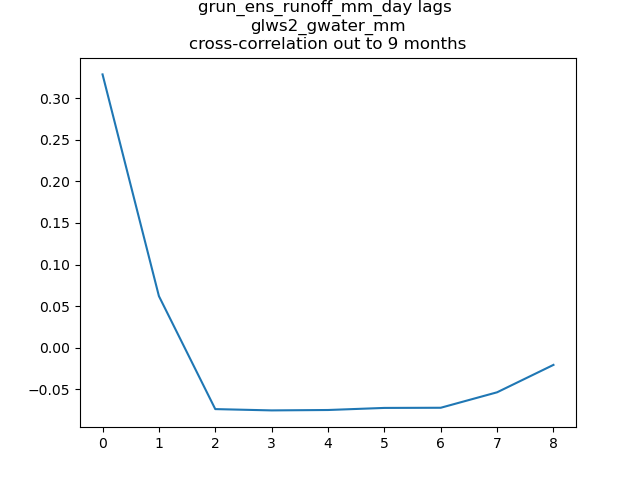 grun_ens_runoff_mm_day lags
glws2_gwater_mm
cross-correlation out to 9 months
0.30
0.25
0.20
0.15
0.10
0.05
0.00
−0.05
0 1 2 3 4 5 6 7 8